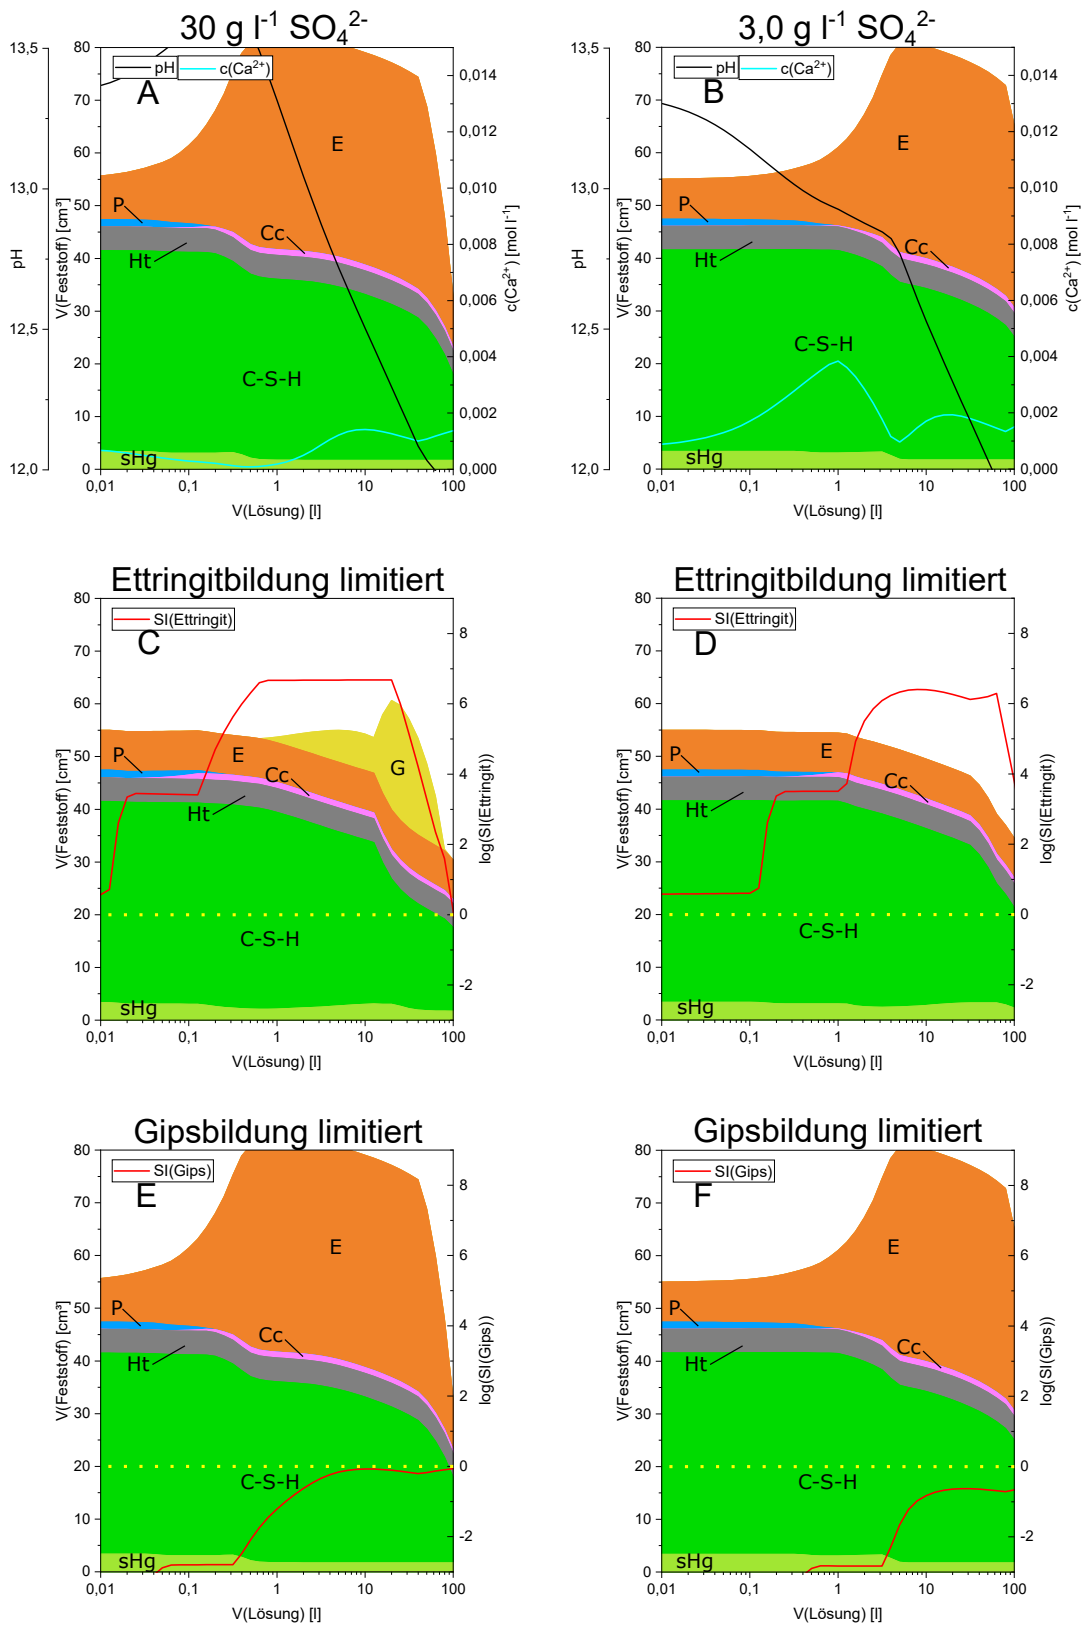 30 g l⁻¹ SO₄²⁻
3,0 g l⁻¹ SO₄²⁻
13,5
13,0
12,5
12,0
pH
80
70
60
50
40
30
20
10
0
V(Feststoff) [cm³]
pH
c(Ca²⁺)
A
E
P
Cc
Ht
C-S-H
sHg
0,014
0,012
0,010
0,008
0,006
0,004
0,002
0,000
c(Ca²⁺) [mol l⁻¹]
0,01 0,1 1 10 100
V(Lösung) [l]
13,5
13,0
12,5
12,0
pH
80
70
60
50
40
30
20
10
0
V(Feststoff) [cm³]
pH
c(Ca²⁺)
B
E
P
Cc
Ht
C-S-H
sHg
0,014
0,012
0,010
0,008
0,006
0,004
0,002
0,000
c(Ca²⁺) [mol l⁻¹]
0,01 0,1 1 10 100
V(Lösung) [l]
Ettringitbildung limitiert
80
70
60
50
40
30
20
10
0
V(Feststoff) [cm³]
SI(Ettringit)
C
P
E
Cc
G
Ht
C-S-H
sHg
8
6
4
2
0
-2
log(SI(Ettringit))
0,01 0,1 1 10 100
V(Lösung) [l]
Ettringitbildung limitiert
80
70
60
50
40
30
20
10
0
V(Feststoff) [cm³]
SI(Ettringit)
D
P
E
Cc
Ht
C-S-H
sHg
8
6
4
2
0
-2
log(SI(Ettringit))
0,01 0,1 1 10 100
V(Lösung) [l]
Gipsbildung limitiert
80
70
60
50
40
30
20
10
0
V(Feststoff) [cm³]
SI(Gips)
E
E
P
Cc
Ht
C-S-H
sHg
8
6
4
2
0
-2
log(SI(Gips))
0,01 0,1 1 10 100
V(Lösung) [l]
Gipsbildung limitiert
80
70
60
50
40
30
20
10
0
V(Feststoff) [cm³]
SI(Gips)
F
E
P
Cc
Ht
C-S-H
sHg
8
6
4
2
0
-2
log(SI(Gips))
0,01 0,1 1 10 100
V(Lösung) [l]